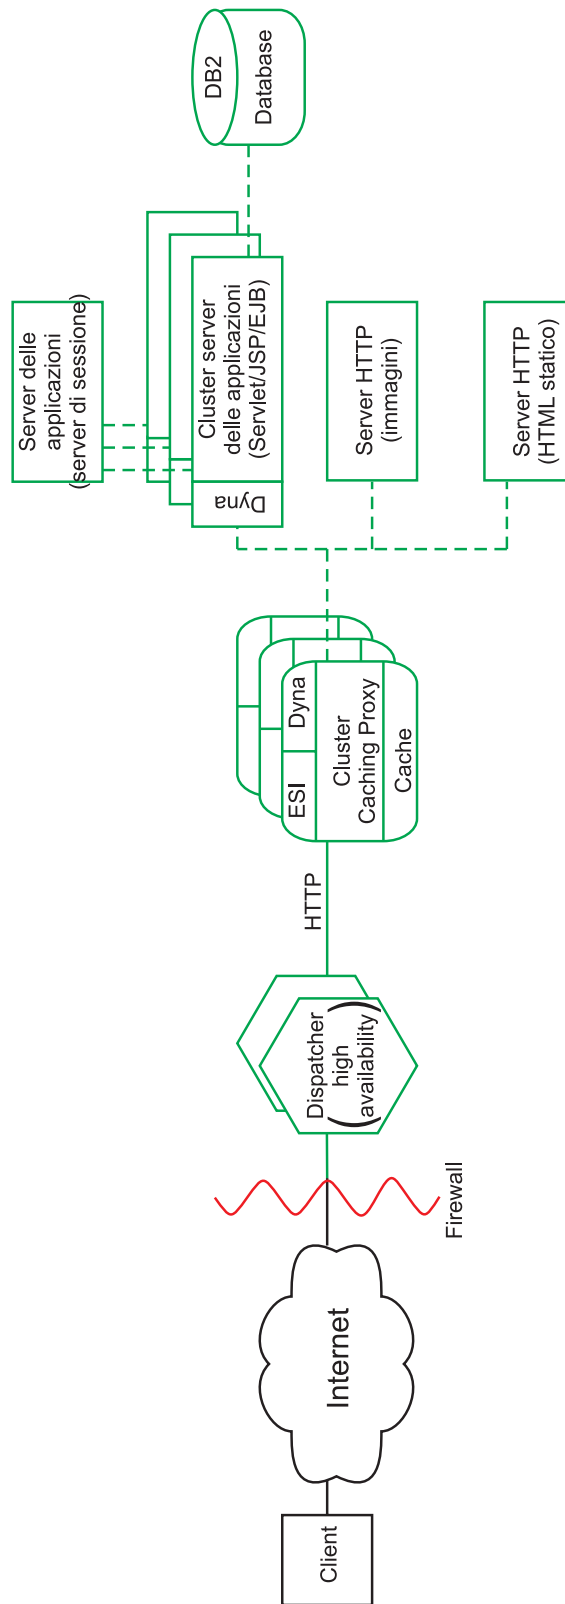 Client
Internet
Firewall
Dispatcher
(high
availability)
HTTP
ESI
Dyna
Cluster
Caching Proxy
Cache
Server delle
applicazioni
(server di sessione)
Dyna
Cluster server
delle applicazioni
(Servlet/JSP/EJB)
Server HTTP
(immagini)
Server HTTP
(HTML statico)
DB2
Database